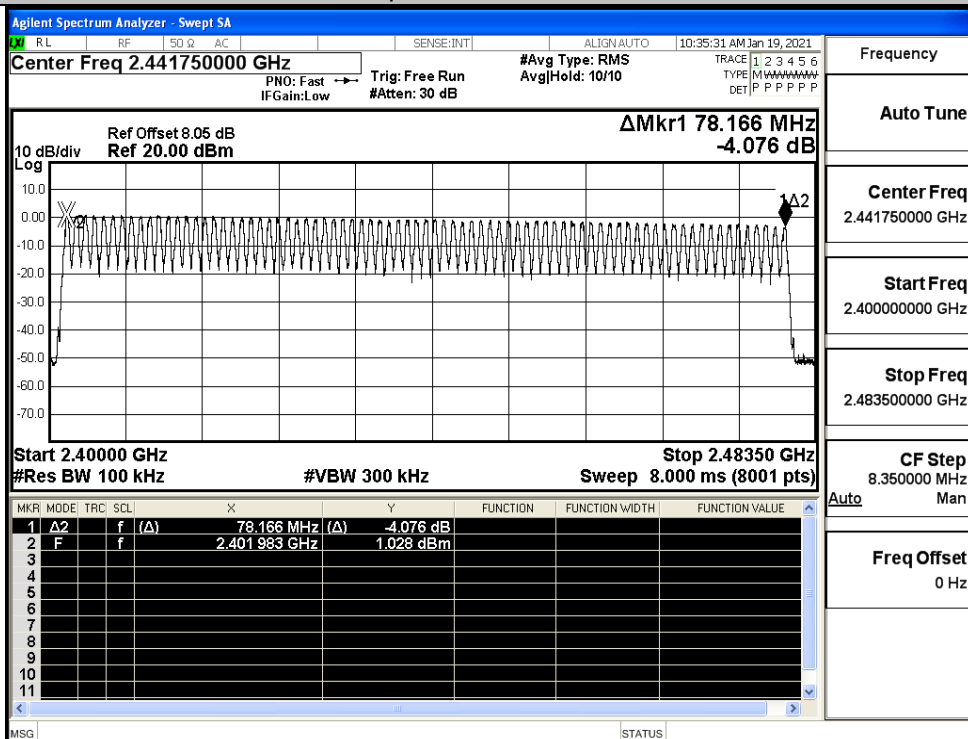 Agilent Spectrum Analyzer - Swept SA
LXI RL RF 50 Ω AC SENSE:INT ALIGN AUTO 10:35:31 AM Jan 19, 2021
Center Freq 2.441750000 GHz
PNO: Fast
IFGain:Low
Trig: Free Run
#Atten: 30 dB
#Avg Type: RMS
Avg|Hold: 10/10
TRACE 1 2 3 4 5 6
TYPE M WWWWW
DET P P P P P P
ΔMkr1 78.166 MHz
-4.076 dB
Ref Offset 8.05 dB
10 dB/div Ref 20.00 dBm
Log
10.0
0.00
-10.0
-20.0
-30.0
-40.0
-50.0
-60.0
-70.0
X2
1Δ2
Start 2.40000 GHz Stop 2.48350 GHz
#Res BW 100 kHz #VBW 300 kHz Sweep 8.000 ms (8001 pts)
MKR MODE TRC SCL X Y FUNCTION FUNCTION WIDTH FUNCTION VALUE
1 Δ2 f (Δ) 78.166 MHz (Δ) -4.076 dB
2 F f 2.401 983 GHz 1.028 dBm
3
4
5
6
7
8
9
10
11
MSG STATUS
Frequency
Auto Tune
Center Freq
2.441750000 GHz
Start Freq
2.400000000 GHz
Stop Freq
2.483500000 GHz
CF Step
8.350000 MHz
Auto Man
Freq Offset
0 Hz